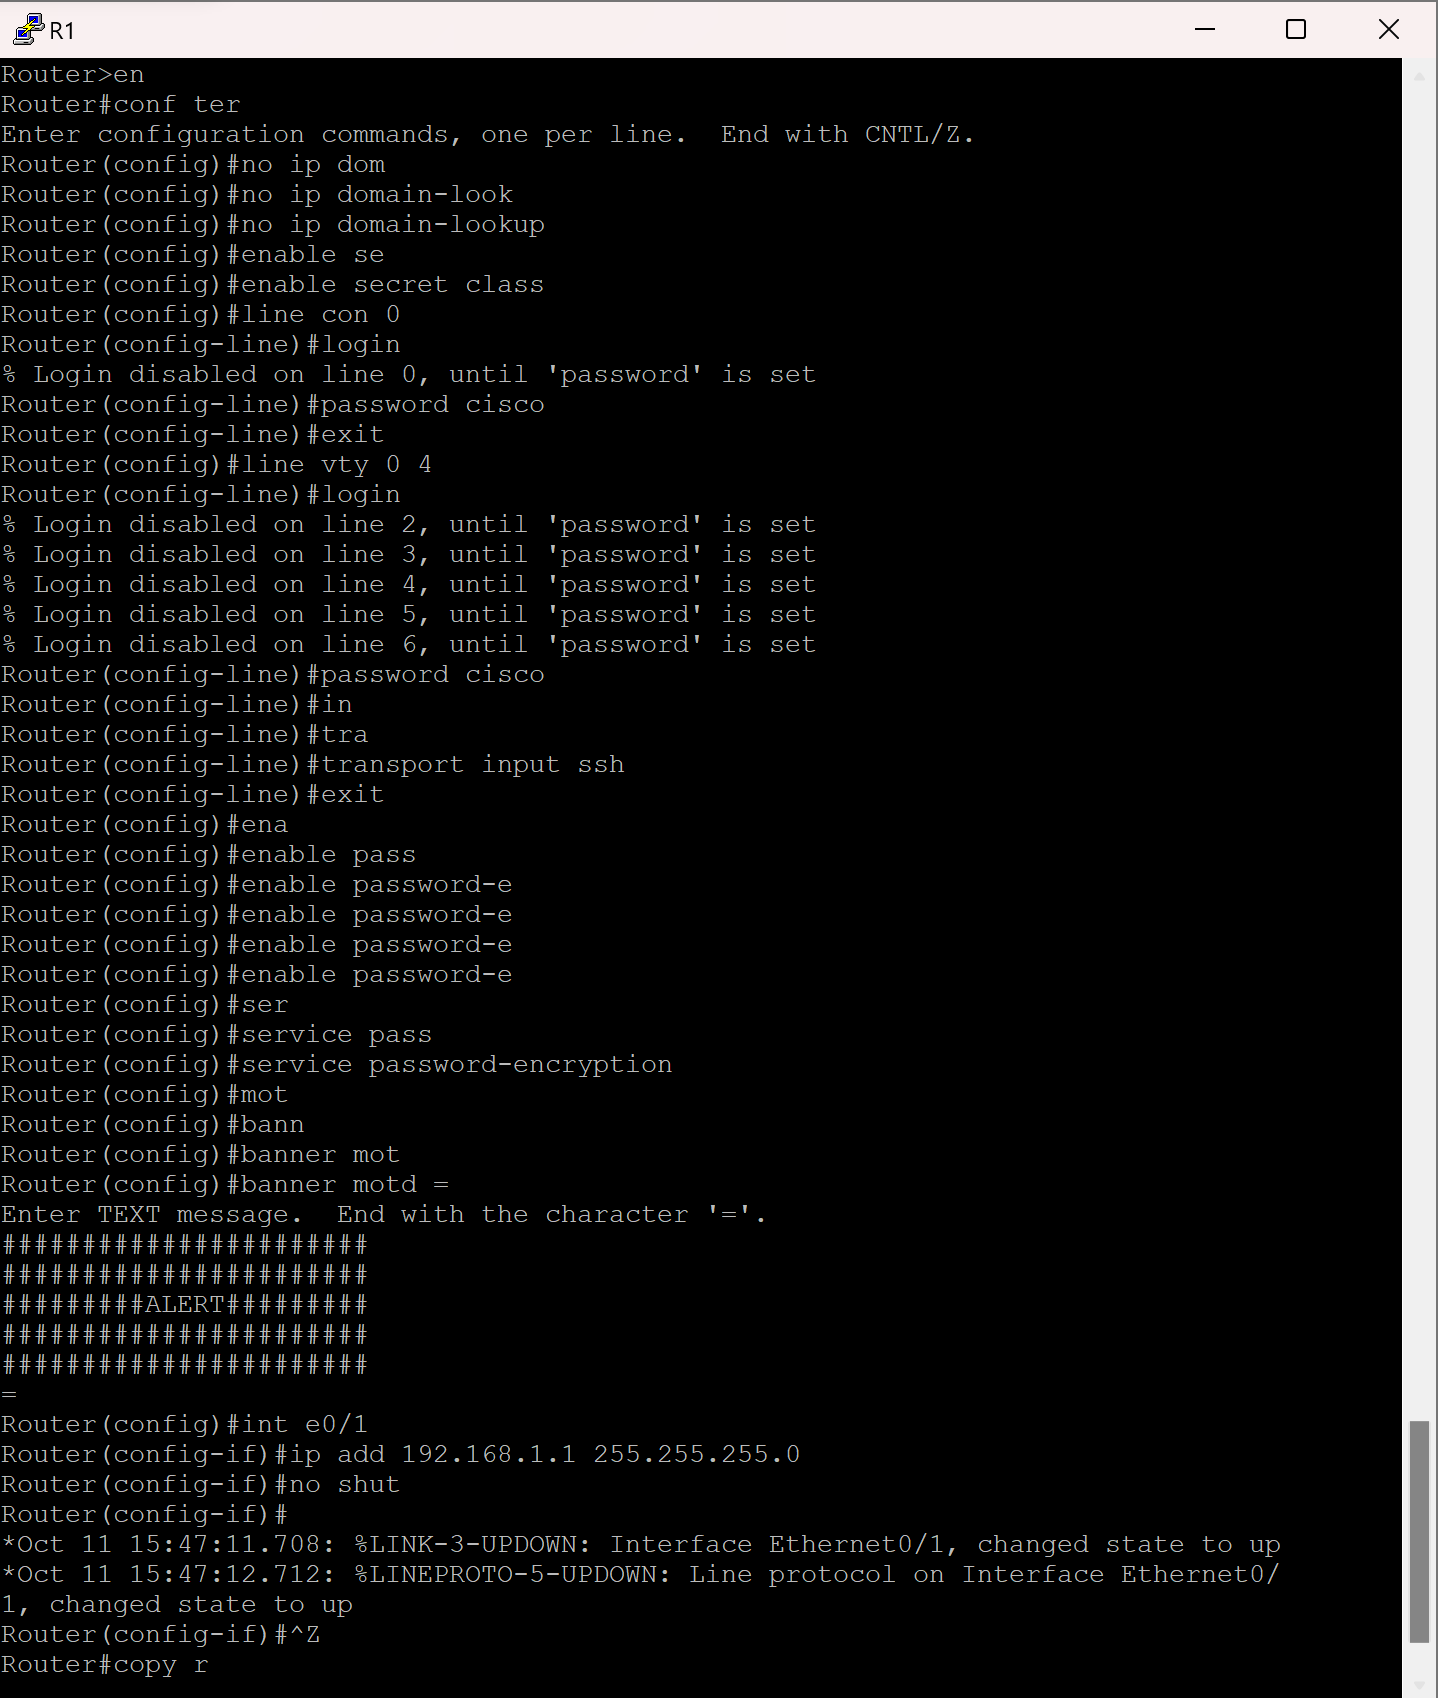 R1
Router>en
Router#conf ter
Enter configuration commands, one per line.  End with CNTL/Z.
Router(config)#no ip dom
Router(config)#no ip domain-look
Router(config)#no ip domain-lookup
Router(config)#enable se
Router(config)#enable secret class
Router(config)#line con 0
Router(config-line)#login
% Login disabled on line 0, until 'password' is set
Router(config-line)#password cisco
Router(config-line)#exit
Router(config)#line vty 0 4
Router(config-line)#login
% Login disabled on line 2, until 'password' is set
% Login disabled on line 3, until 'password' is set
% Login disabled on line 4, until 'password' is set
% Login disabled on line 5, until 'password' is set
% Login disabled on line 6, until 'password' is set
Router(config-line)#password cisco
Router(config-line)#in
Router(config-line)#tra
Router(config-line)#transport input ssh
Router(config-line)#exit
Router(config)#ena
Router(config)#enable pass
Router(config)#enable password-e
Router(config)#enable password-e
Router(config)#enable password-e
Router(config)#enable password-e
Router(config)#ser
Router(config)#service pass
Router(config)#service password-encryption
Router(config)#mot
Router(config)#bann
Router(config)#banner mot
Router(config)#banner motd =
Enter TEXT message.  End with the character '='.
#######################
#######################
#########ALERT#########
#######################
#######################
=
Router(config)#int e0/1
Router(config-if)#ip add 192.168.1.1 255.255.255.0
Router(config-if)#no shut
Router(config-if)#
*Oct 11 15:47:11.708: %LINK-3-UPDOWN: Interface Ethernet0/1, changed state to up
*Oct 11 15:47:12.712: %LINEPROTO-5-UPDOWN: Line protocol on Interface Ethernet0/
1, changed state to up
Router(config-if)#^Z
Router#copy r